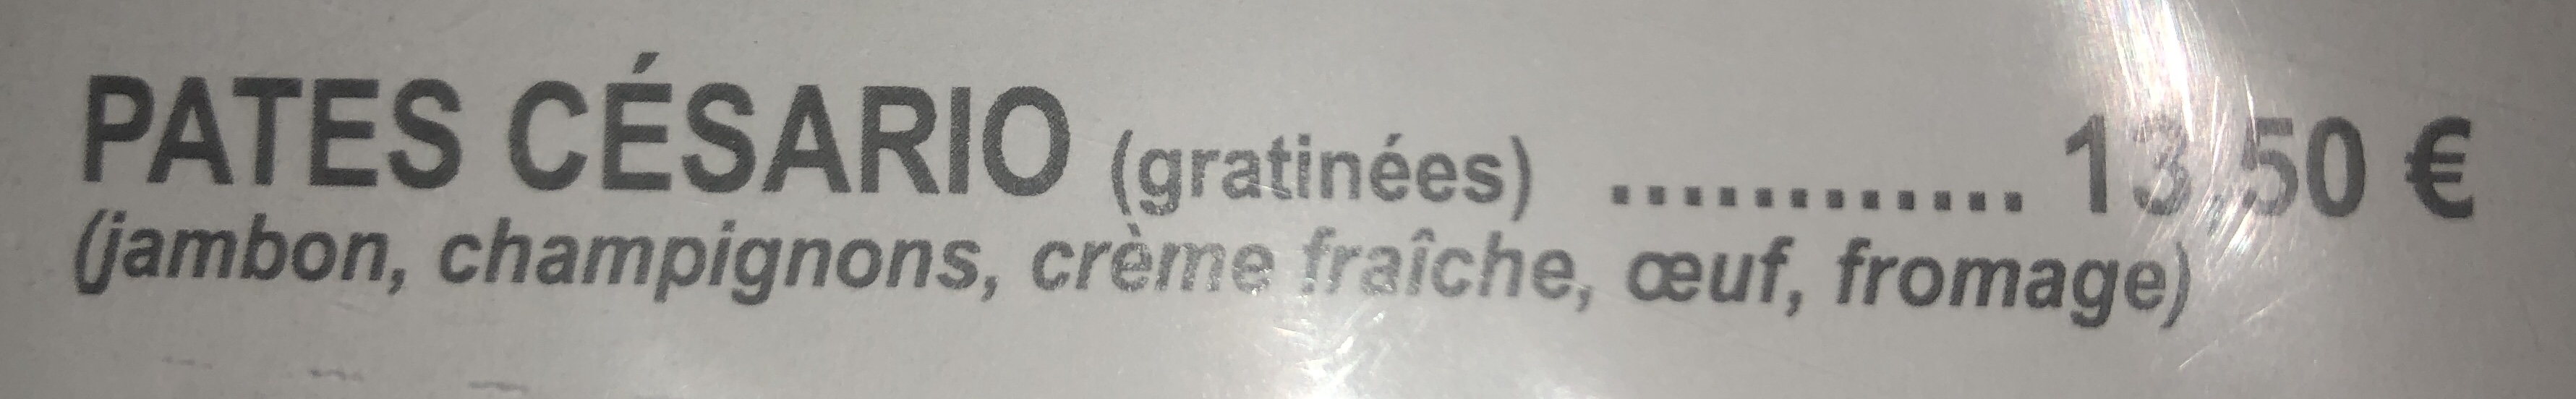 PATES CÉSARIO (gratinées) ............ 13,50 €
(jambon, champignons, crème fraîche, œuf, fromage)